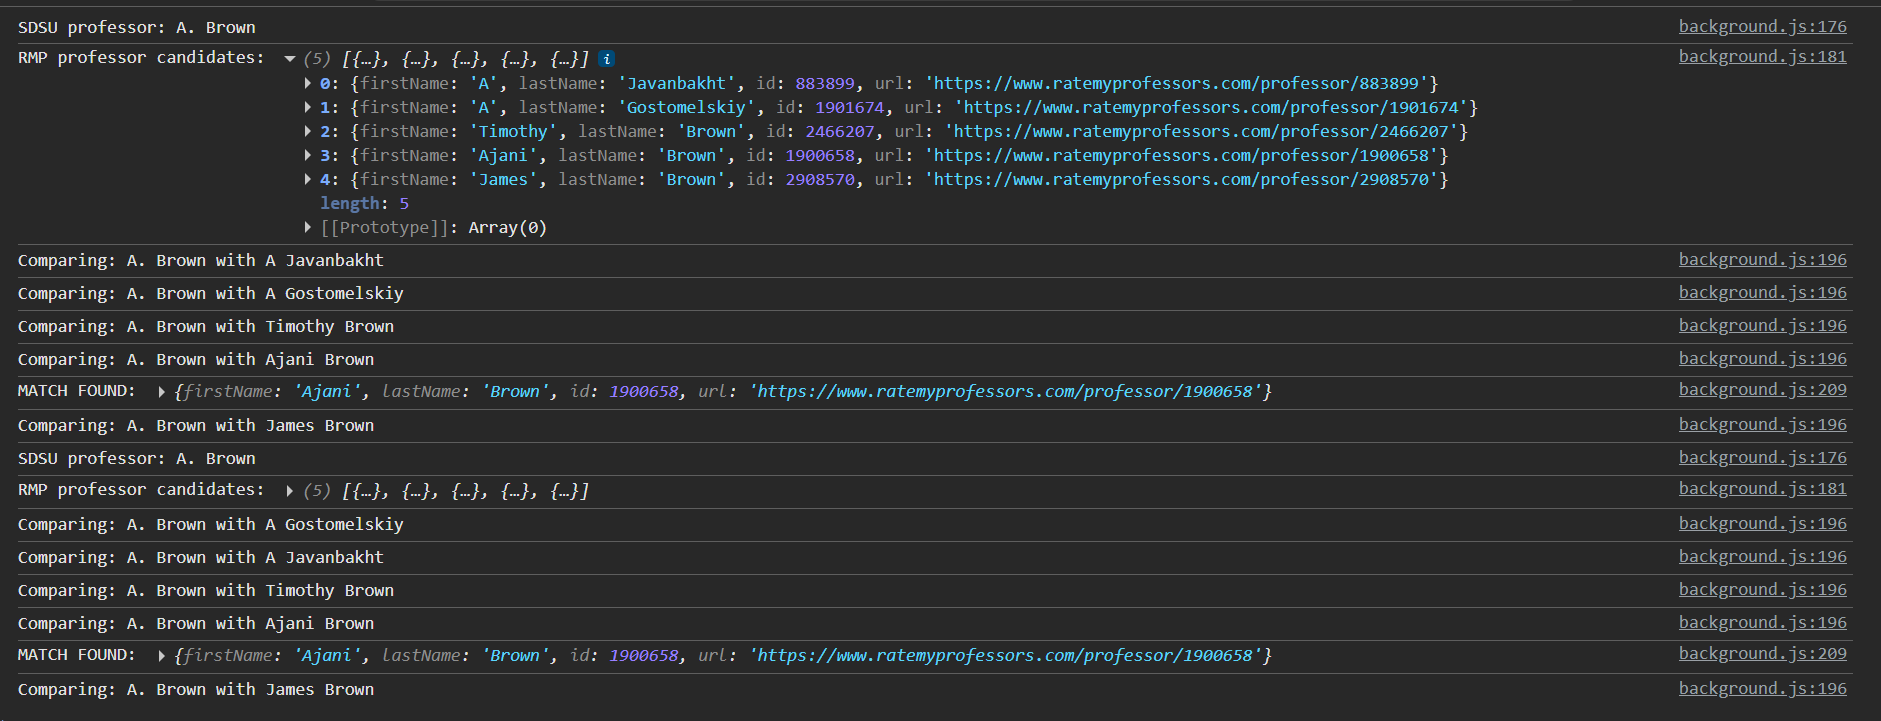 SDSU professor: A. Brown background.js:176
RMP professor candidates: (5) [{…}, {…}, {…}, {…}, {…}] i background.js:181
0: {firstName: 'A', lastName: 'Javanbakht', id: 883899, url: 'https://www.ratemyprofessors.com/professor/883899'}
1: {firstName: 'A', lastName: 'Gostomelskiy', id: 1901674, url: 'https://www.ratemyprofessors.com/professor/1901674'}
2: {firstName: 'Timothy', lastName: 'Brown', id: 2466207, url: 'https://www.ratemyprofessors.com/professor/2466207'}
3: {firstName: 'Ajani', lastName: 'Brown', id: 1900658, url: 'https://www.ratemyprofessors.com/professor/1900658'}
4: {firstName: 'James', lastName: 'Brown', id: 2908570, url: 'https://www.ratemyprofessors.com/professor/2908570'}
length: 5
[[Prototype]]: Array(0)
Comparing: A. Brown with A Javanbakht background.js:196
Comparing: A. Brown with A Gostomelskiy background.js:196
Comparing: A. Brown with Timothy Brown background.js:196
Comparing: A. Brown with Ajani Brown background.js:196
MATCH FOUND: {firstName: 'Ajani', lastName: 'Brown', id: 1900658, url: 'https://www.ratemyprofessors.com/professor/1900658'} background.js:209
Comparing: A. Brown with James Brown background.js:196
SDSU professor: A. Brown background.js:176
RMP professor candidates: (5) [{…}, {…}, {…}, {…}, {…}] background.js:181
Comparing: A. Brown with A Gostomelskiy background.js:196
Comparing: A. Brown with A Javanbakht background.js:196
Comparing: A. Brown with Timothy Brown background.js:196
Comparing: A. Brown with Ajani Brown background.js:196
MATCH FOUND: {firstName: 'Ajani', lastName: 'Brown', id: 1900658, url: 'https://www.ratemyprofessors.com/professor/1900658'} background.js:209
Comparing: A. Brown with James Brown background.js:196